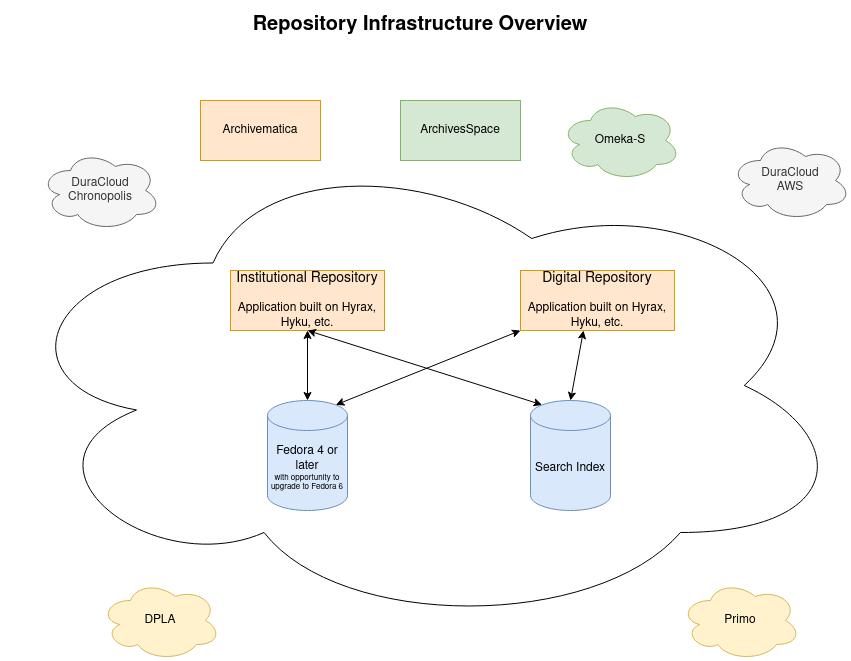 Repository Infrastructure Overview
Archivematica
ArchivesSpace
Omeka-S
DuraCloud
Chronopolis
DuraCloud
AWS
Institutional Repository
Application built on Hyrax,
Hyku, etc.
Digital Repository
Application built on Hyrax,
Hyku, etc.
Fedora 4 or
later
with opportunity to
upgrade to Fedora 6
Search Index
DPLA
Primo